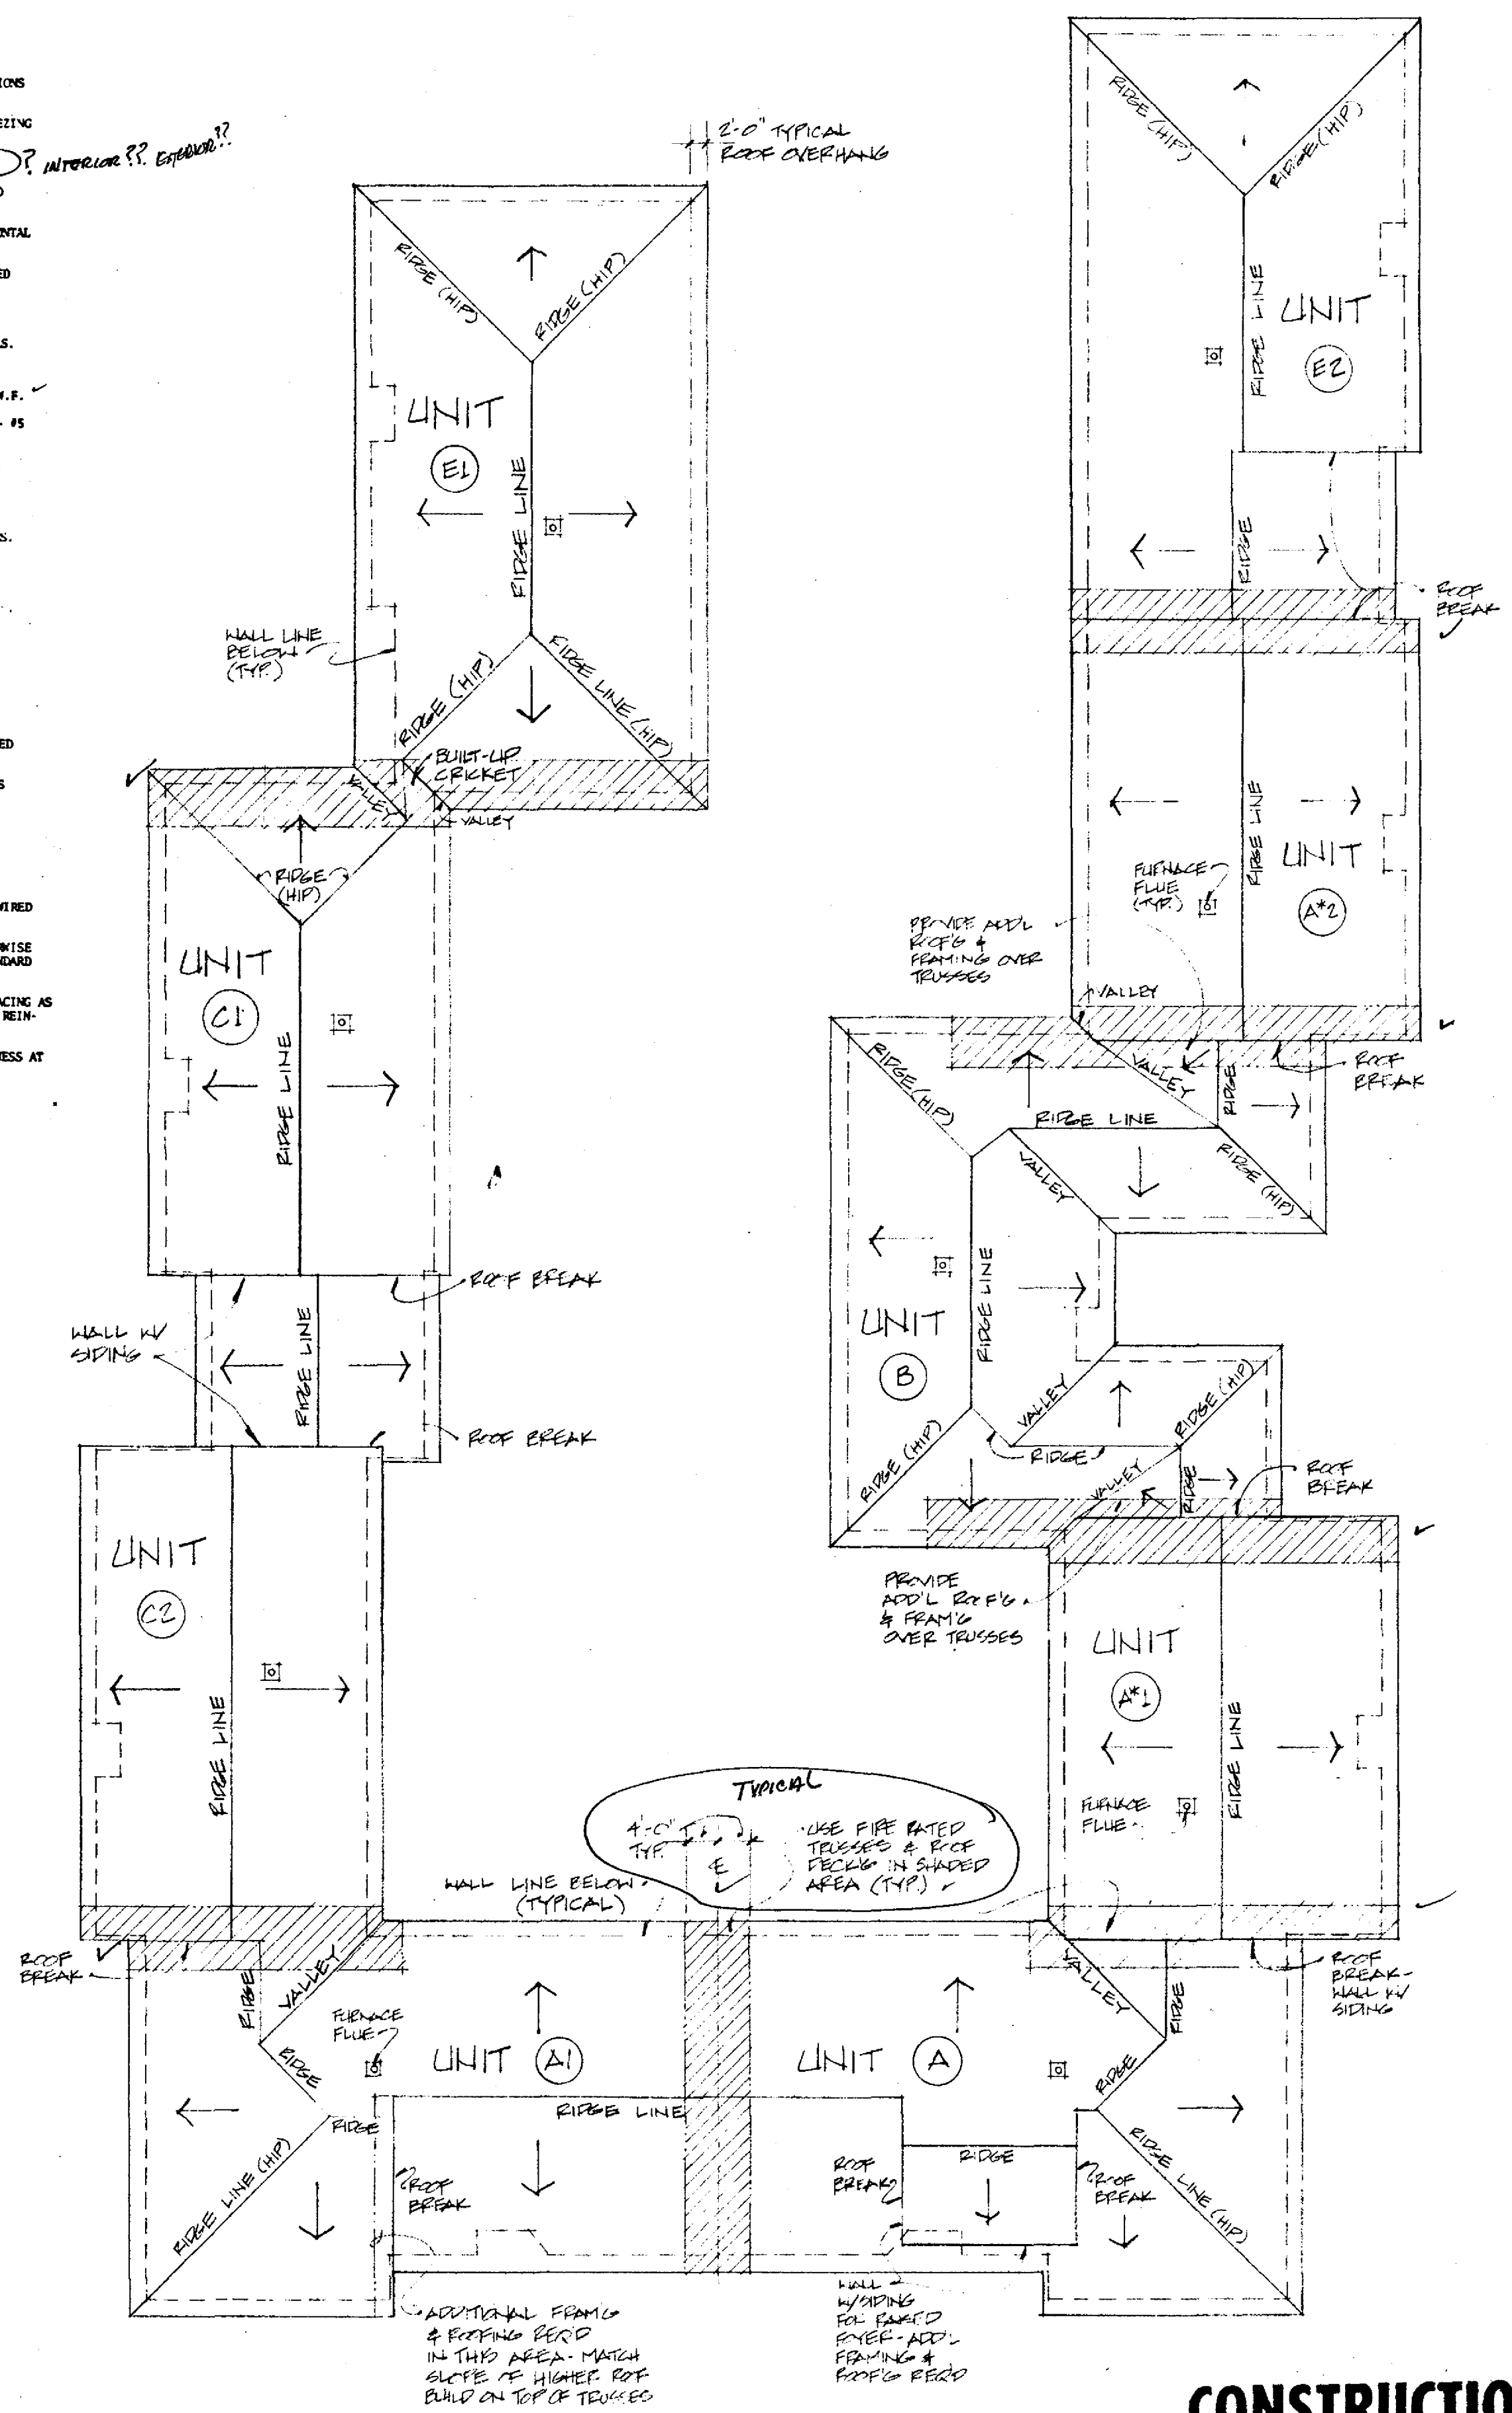 IONS
EZING
? INTERIOR?? EXTERIOR??
NTAL
ED
S.
W.F.
- #5
S.
ED
S
WIRED
WISE
DARD
ACING AS
REIN-
ESS AT
2'-0" TYPICAL
ROOF OVERHANG
RIDGE (HIP)
RIDGE (HIP)
UNIT
E1
RIDGE LINE
WALL LINE
BELOW
(TYP.)
RIDGE (HIP)
RIDGE LINE (HIP)
BUILT-UP
CRICKET
VALLEY
VALLEY
RIDGE
(HIP)
UNIT
C1
RIDGE LINE
ROOF BREAK
WALL W/
SIDING
RIDGE LINE
ROOF BREAK
UNIT
C2
RIDGE LINE
RIDGE (HIP)
RIDGE (HIP)
RIDGE LINE
UNIT
E2
RIDGE
ROOF
BREAK
RIDGE LINE
UNIT
A*2
FURNACE
FLUE
(TYP.)
PROVIDE ADD'L
ROOF'G &
FRAMING OVER
TRUSSES
VALLEY
RIDGE (HIP)
VALLEY
RIDGE
ROOF
BREAK
RIDGE LINE
VALLEY
RIDGE (HIP)
RIDGE LINE
UNIT
B
VALLEY
RIDGE (HIP)
RIDGE (HIP)
RIDGE
VALLEY
RIDGE
ROOF
BREAK
PROVIDE
ADD'L ROOF'G
& FRAM'G
OVER TRUSSES
UNIT
A*1
RIDGE LINE
FURNACE
FLUE
TYPICAL
4'-0"
TYP.
USE FIRE RATED
TRUSSES & ROOF
DECK'G IN SHADED
AREA (TYP.)
WALL LINE BELOW
(TYPICAL)
ROOF
BREAK
RIDGE
VALLEY
FURNACE
FLUE
RIDGE
UNIT A1
UNIT A
VALLEY
RIDGE
RIDGE
ROOF
BREAK-
WALL W/
SIDING
RIDGE
RIDGE LINE
RIDGE LINE (HIP)
ROOF
BREAK
ROOF
BREAK
RIDGE
ROOF
BREAK
RIDGE LINE (HIP)
ADDITIONAL FRAM'G
& ROOFING REQ'D
IN THIS AREA - MATCH
SLOPE OF HIGHER ROOF
BUILD ON TOP OF TRUSSES
WALL
W/SIDING
FOR RAISED
FOYER-ADD'L
FRAMING &
ROOF'G REQ'D
CONSTRUCTIO